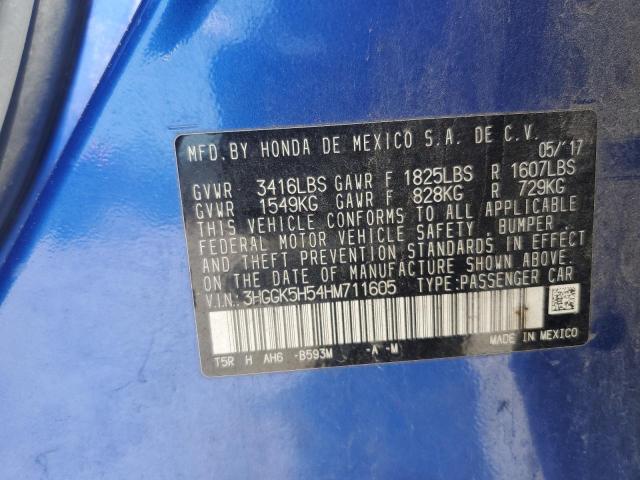 MFD. BY HONDA DE MEXICO S.A. DE C.V.
05/'17
GVWR 3416LBS GAWR F 1825LBS R 1607LBS
GVWR 1549KG GAWR F 828KG R 729KG
THIS VEHICLE CONFORMS TO ALL APPLICABLE
FEDERAL MOTOR VEHICLE SAFETY, BUMPER,
AND THEFT PREVENTION STANDARDS IN EFFECT
ON THE DATE OF MANUFACTURE SHOWN ABOVE.
V.I.N.: 3HGGK5H54HM711605 TYPE: PASSENGER CAR
T5R H AH6 -B593M -A -M
MADE IN MEXICO